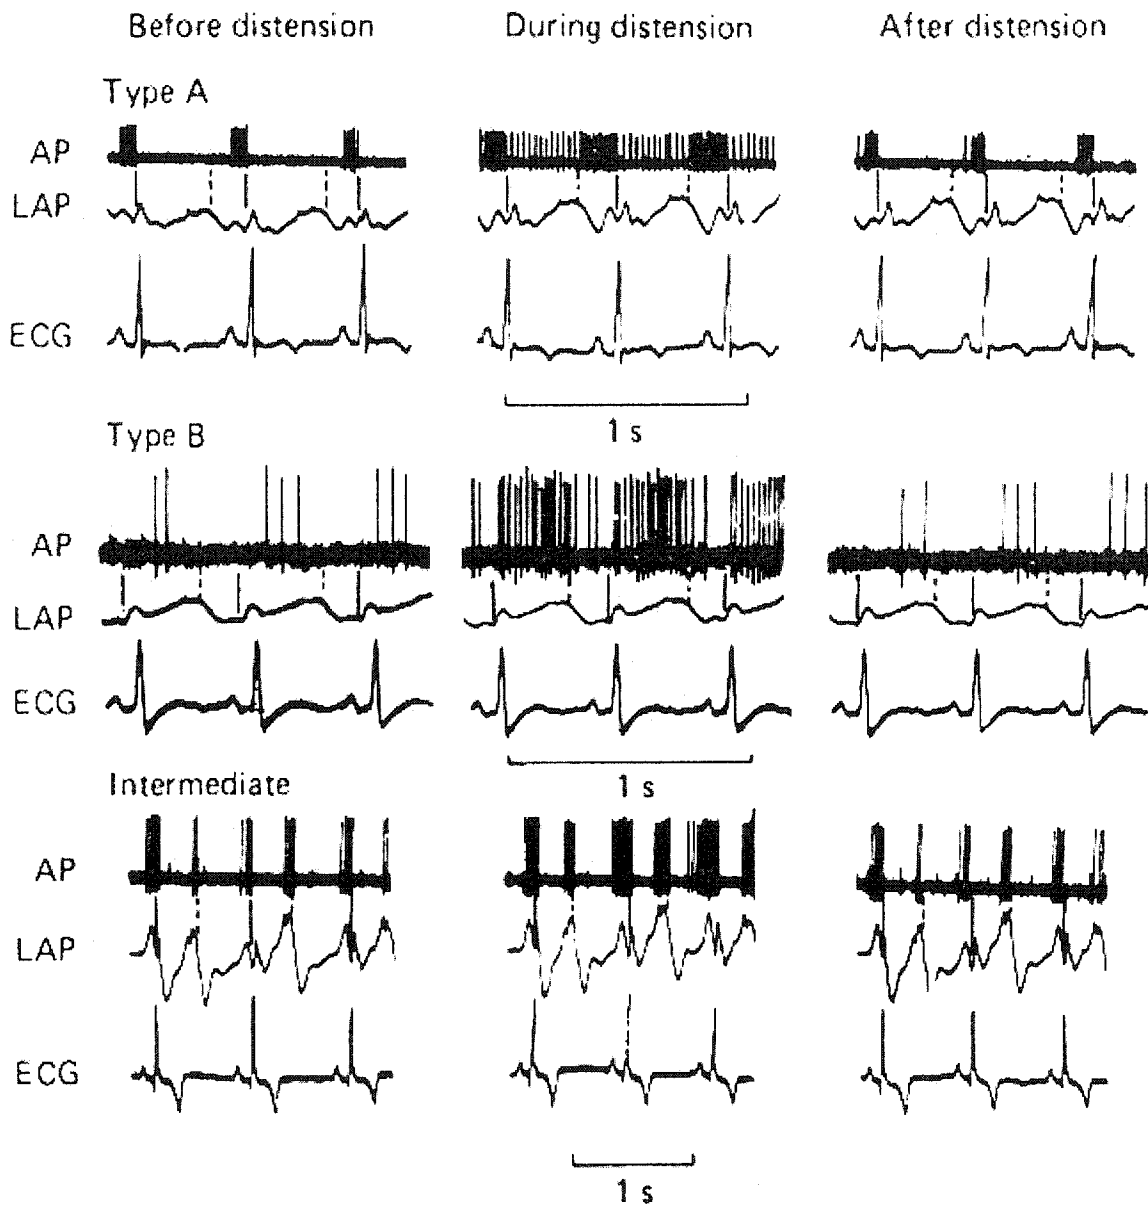 Before distension During distension After distension
Type A
AP
LAP
ECG
1 s
Type B
AP
LAP
ECG
1 s
Intermediate
AP
LAP
ECG
1 s